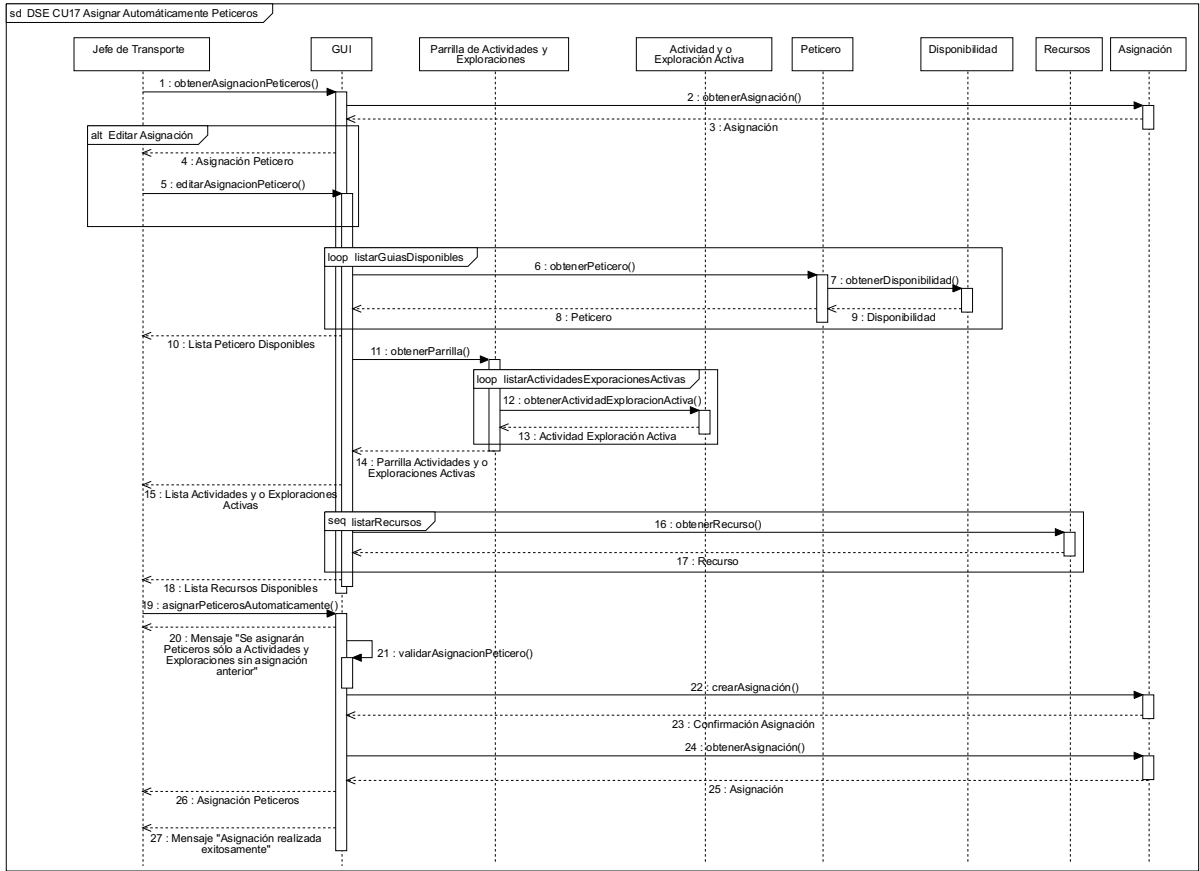 sd DSE CU17 Asignar Automáticamente Peticeros
Jefe de Transporte
GUI
Parrilla de Actividades y
Exploraciones
Actividad y o
Exploración Activa
Peticero
Disponibilidad
Recursos
Asignación
1 : obtenerAsignacionPeticeros()
2 : obtenerAsignación()
3 : Asignación
alt Editar Asignación
4 : Asignación Peticero
5 : editarAsignacionPeticero()
loop listarGuiasDisponibles
6 : obtenerPeticero()
7 : obtenerDisponibilidad()
8 : Peticero
9 : Disponibilidad
10 : Lista Peticero Disponibles
11 : obtenerParrilla()
loop listarActividadesExporacionesActivas
12 : obtenerActividadExploracionActiva()
13 : Actividad Exploración Activa
14 : Parrilla Actividades y o
Exploraciones Activas
15 : Lista Actividades y o Exploraciones
Activas
seq listarRecursos
16 : obtenerRecurso()
17 : Recurso
18 : Lista Recursos Disponibles
19 : asignarPeticerosAutomaticamente()
20 : Mensaje "Se asignarán
Peticeros sólo a Actividades y
Exploraciones sin asignación
anterior"
21 : validarAsignacionPeticero()
22 : crearAsignación()
23 : Confirmación Asignación
24 : obtenerAsignación()
25 : Asignación
26 : Asignación Peticeros
27 : Mensaje "Asignación realizada
exitosamente"